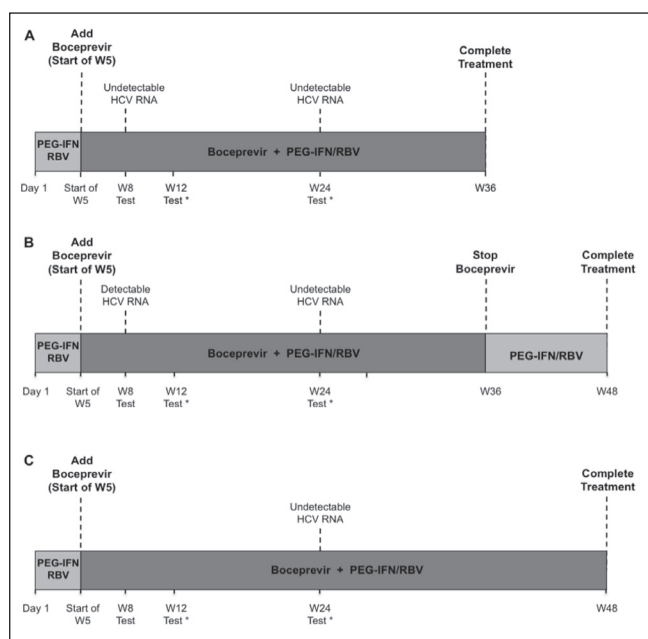 A
Add
Boceprevir
(Start of W5)
Complete
Treatment
Undetectable
HCV RNA
Undetectable
HCV RNA
PEG-IFN
RBV
Boceprevir + PEG-IFN/RBV
Day 1
Start of
W5
W8
Test
W12
Test *
W24
Test *
W36
B
Add
Boceprevir
(Start of W5)
Stop
Boceprevir
Complete
Treatment
Detectable
HCV RNA
Undetectable
HCV RNA
PEG-IFN
RBV
Boceprevir + PEG-IFN/RBV
PEG-IFN/RBV
Day 1
Start of
W5
W8
Test
W12
Test *
W24
Test *
W36
W48
C
Add
Boceprevir
(Start of W5)
Complete
Treatment
Undetectable
HCV RNA
PEG-IFN
RBV
Boceprevir + PEG-IFN/RBV
Day 1
Start of
W5
W8
Test
W12
Test *
W24
Test *
W48